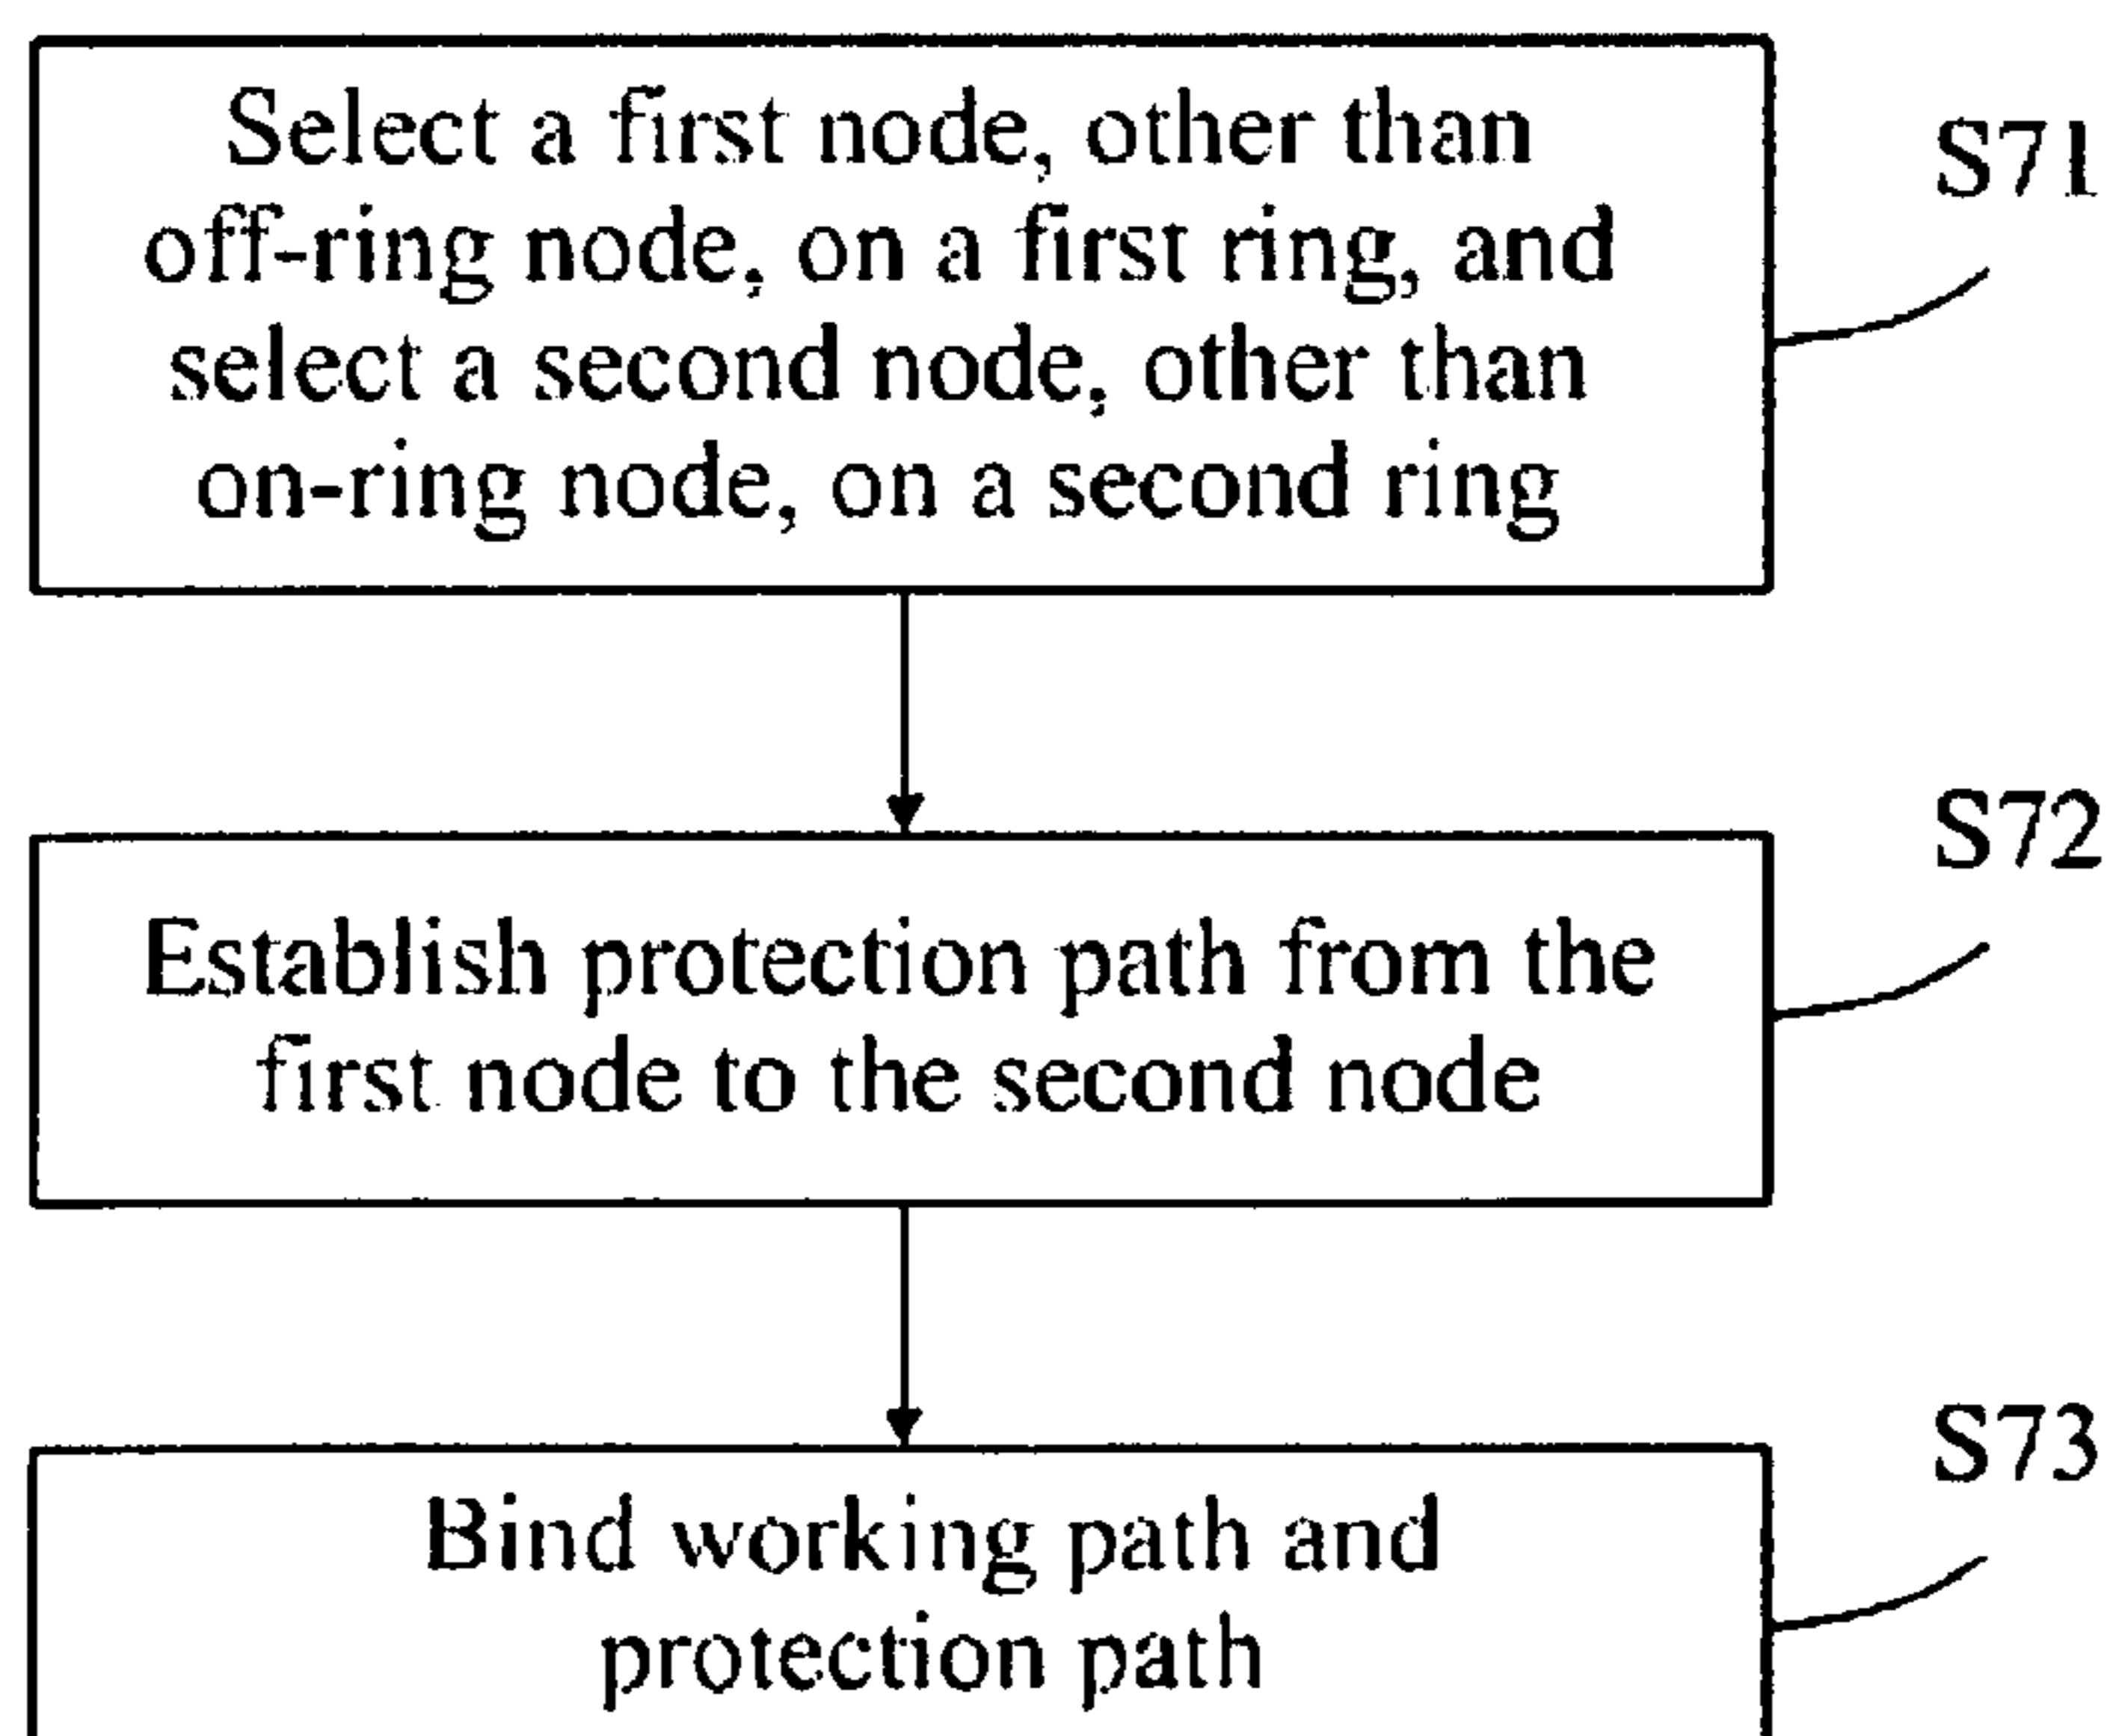 Select a first node, other than
off-ring node, on a first ring, and
select a second node, other than
on-ring node, on a second ring
S71
Establish protection path from the
first node to the second node
S72
Bind working path and
protection path
S73